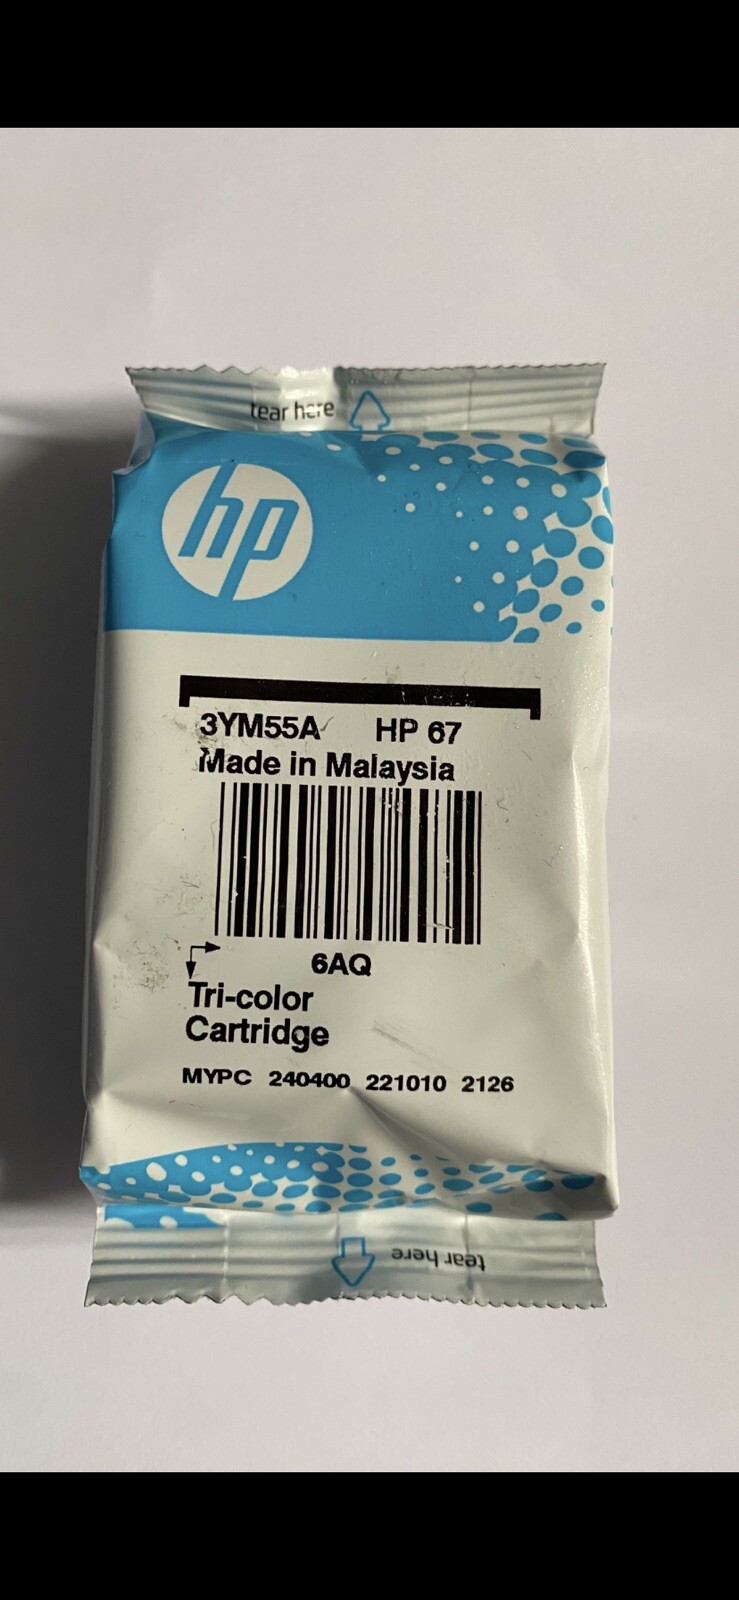 tear here
hp
3YM55A HP 67
Made in Malaysia
6AQ
Tri-color
Cartridge
MYPC 240400 221010 2126
tear here